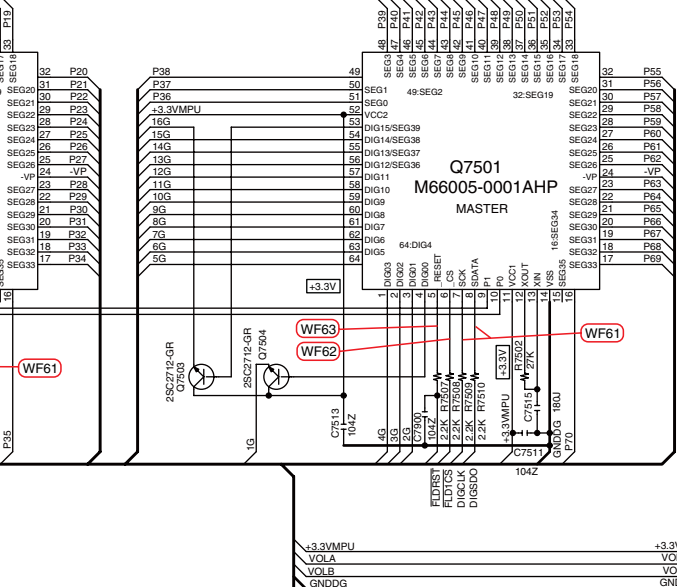 P19
33
SEG18
32 P20
31 P21
30 P22
29 P23
28 P24
27 P25
26 P26
25 P27
24 -VP
23 P28
22 P29
21 P30
20 P31
19 P32
18 P33
17 P34
SEG20
SEG21
SEG22
SEG23
SEG24
SEG25
SEG26
-VP
SEG27
SEG28
SEG29
SEG30
SEG31
SEG32
SEG33
16
P35
WF61
P39 P40 P41 P42 P43 P44 P45 P46 P47 P48 P49 P50 P51 P52 P53 P54
48 47 46 45 44 43 42 41 40 39 38 37 36 35 34 33
SEG3 SEG4 SEG5 SEG6 SEG7 SEG8 SEG9 SEG10 SEG11 SEG12 SEG13 SEG14 SEG15 SEG16 SEG17 SEG18
P38 49
P37 50 SEG1
P36 51 SEG0
+3.3VMPU 52 VCC2
16G 53 DIG15/SEG39
15G 54 DIG14/SEG38
14G 55 DIG13/SEG37
13G 56 DIG12/SEG36
12G 57 DIG11
11G 58 DIG10
10G 59 DIG9
9G 60 DIG8
8G 61 DIG7
7G 62 DIG6
6G 63 DIG5
5G 64
49:SEG2
32:SEG19
Q7501
M66005-0001AHP
MASTER
64:DIG4
16:SEG34
SEG20 32 P55
SEG21 31 P56
SEG22 30 P57
SEG23 29 P58
SEG24 28 P59
SEG25 27 P60
SEG26 26 P61
25 P62
-VP 24 -VP
SEG27 23 P63
SEG28 22 P64
SEG29 21 P65
SEG30 20 P66
SEG31 19 P67
SEG32 18 P68
SEG33 17 P69
DIG03 DIG02 DIG01 DIG00 _RESET _CS SCK SDATA P1 P0 VCC1 XOUT XIN VSS SEG35
1 2 3 4 5 6 7 8 9 10 11 12 13 14 15 16
+3.3V
WF63
WF62
WF61
2SC2712-GR
Q7503
2SC2712-GR
Q7504
1G
C7513
104Z
4G
3G
2G
C7900
104Z
R7507
2.2K
R7508
2.2K
R7509
2.2K
R7510
2.2K
+3.3V
+3.3VMPU
R7502
27K
C7515
180J
C7511
104Z
GNDDG
P70
FLDRST
FLD1CS
DIGCLK
DIGSDO
+3.3VMPU
VOLA
VOLB
GNDDG